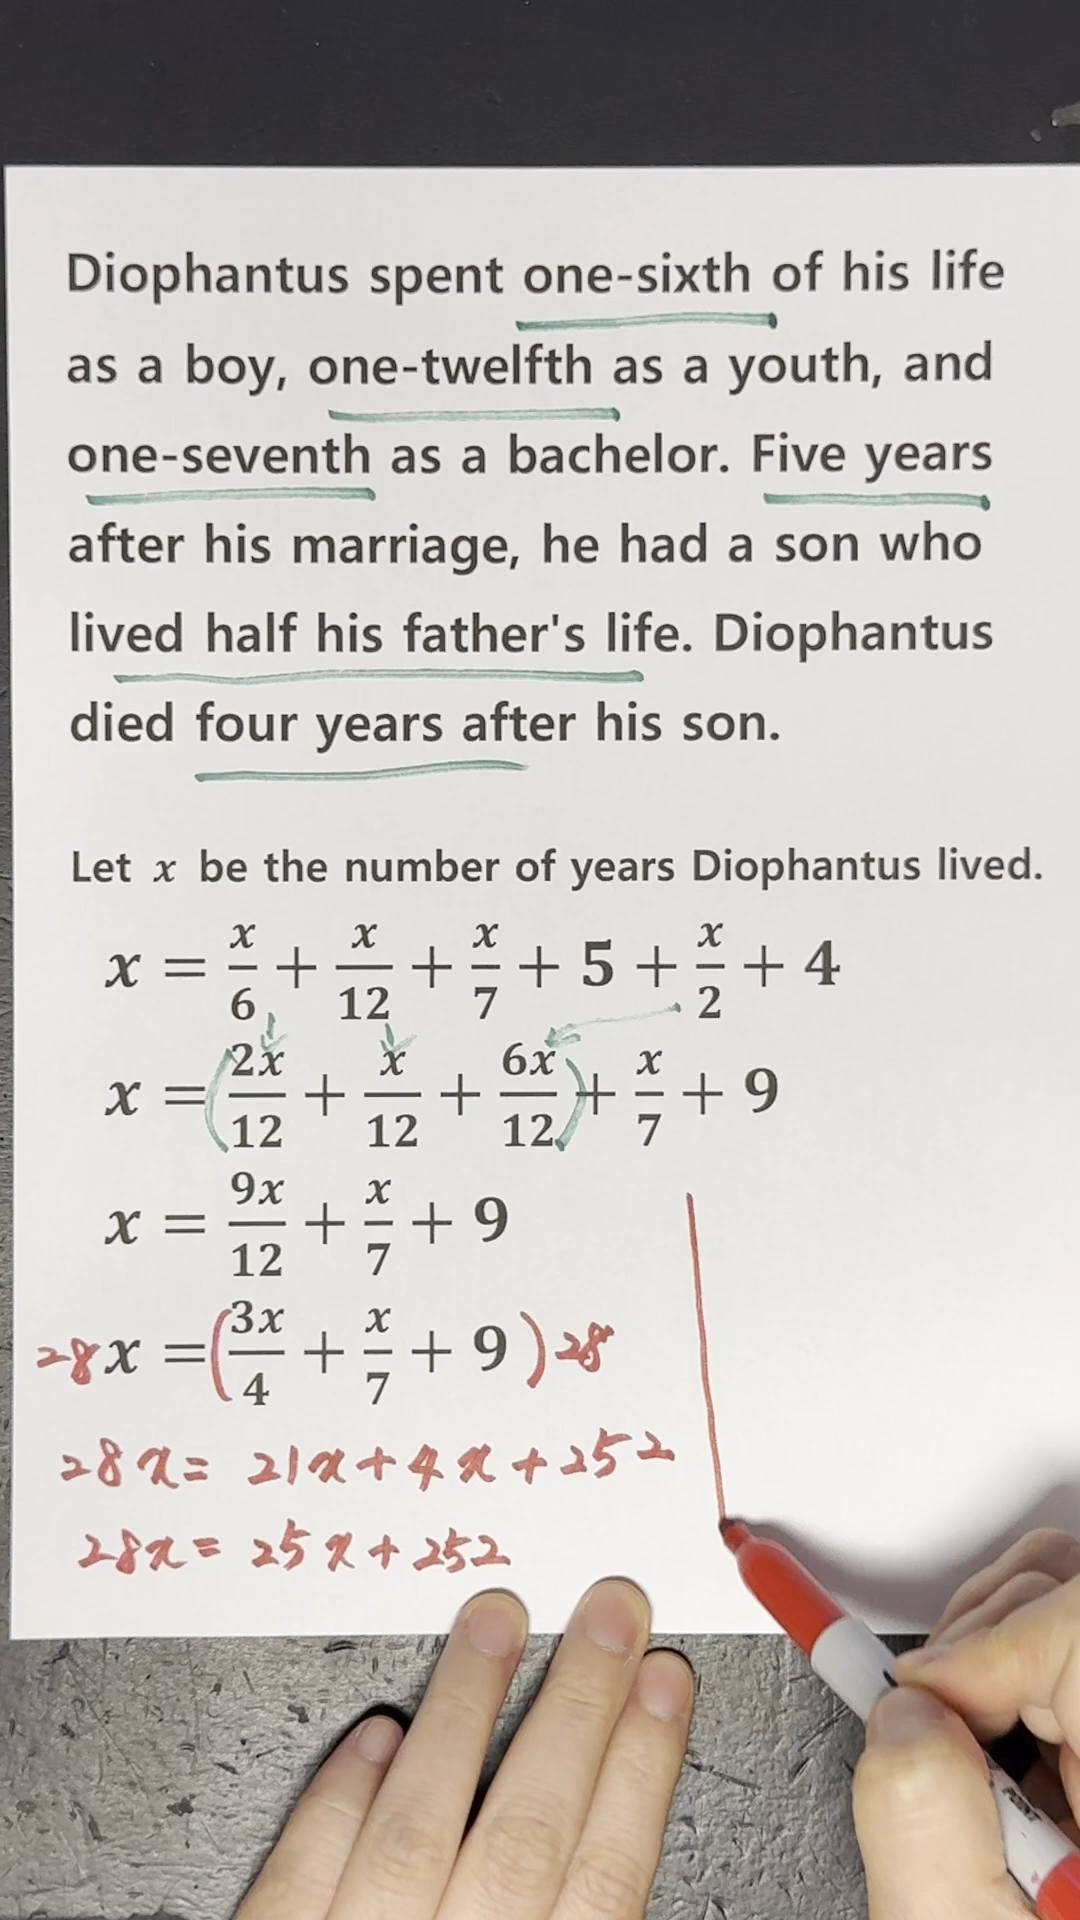 Diophantus spent one-sixth of his life
as a boy, one-twelfth as a youth, and
one-seventh as a bachelor. Five years
after his marriage, he had a son who
lived half his father's life. Diophantus
died four years after his son.
Let x be the number of years Diophantus lived.
x = x/6 + x/12 + x/7 + 5 + x/2 + 4
x = (2x/12 + x/12 + 6x/12) + x/7 + 9
x = 9x/12 + x/7 + 9
28x = (3x/4 + x/7 + 9)28
28x = 21x + 4x + 252
28x = 25x + 252